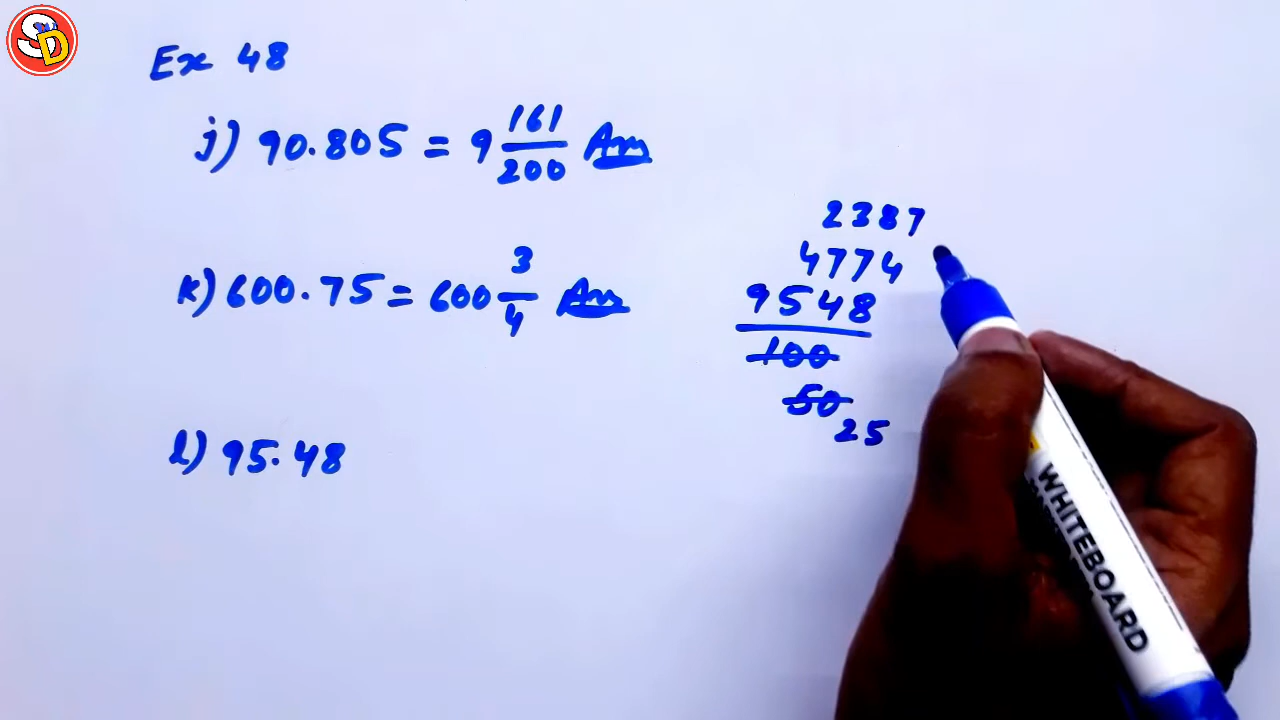 SD
Ex 48
j) 90.805 = 9 161/200 Ans
k) 600.75 = 600 3/4 Ans
l) 95.48
2387
4774
9548
100
50
25
WHITEBOARD